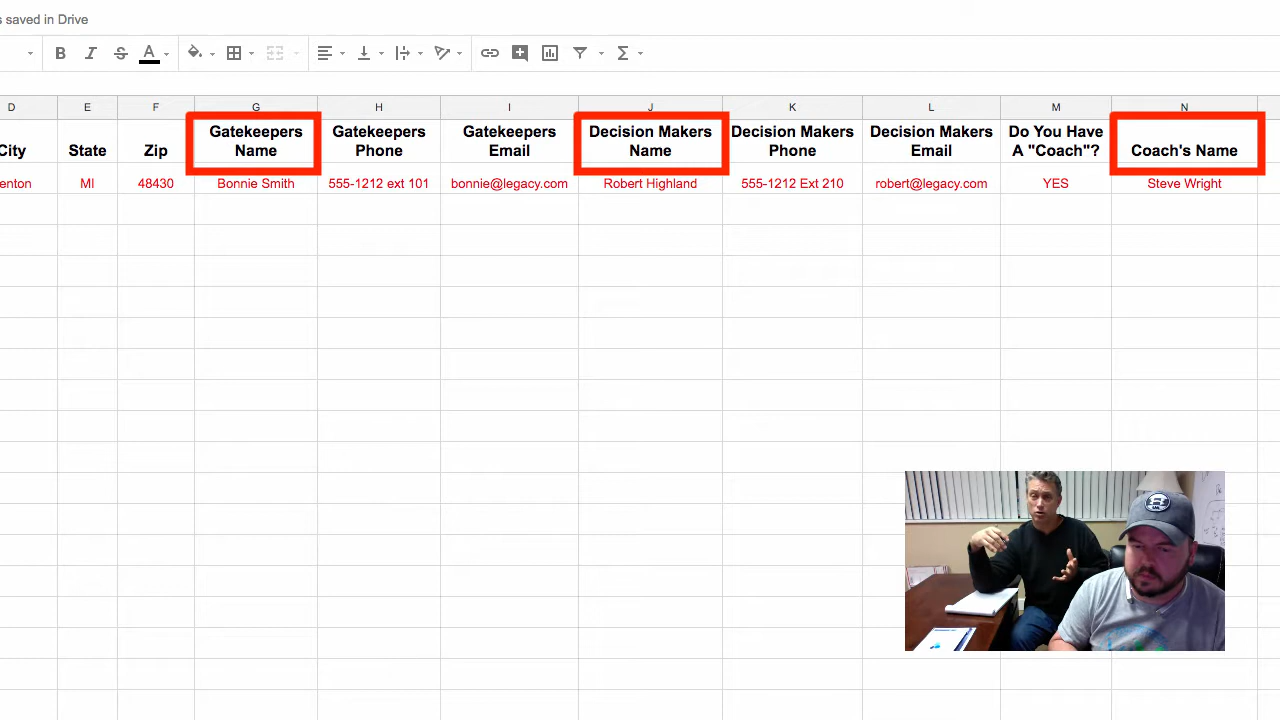 s saved in Drive
B I S A
D E F G H I J K L M N
City State Zip Gatekeepers Name Gatekeepers Phone Gatekeepers Email Decision Makers Name Decision Makers Phone Decision Makers Email Do You Have A "Coach"? Coach's Name
enton MI 48430 Bonnie Smith 555-1212 ext 101 bonnie@legacy.com Robert Highland 555-1212 Ext 210 robert@legacy.com YES Steve Wright